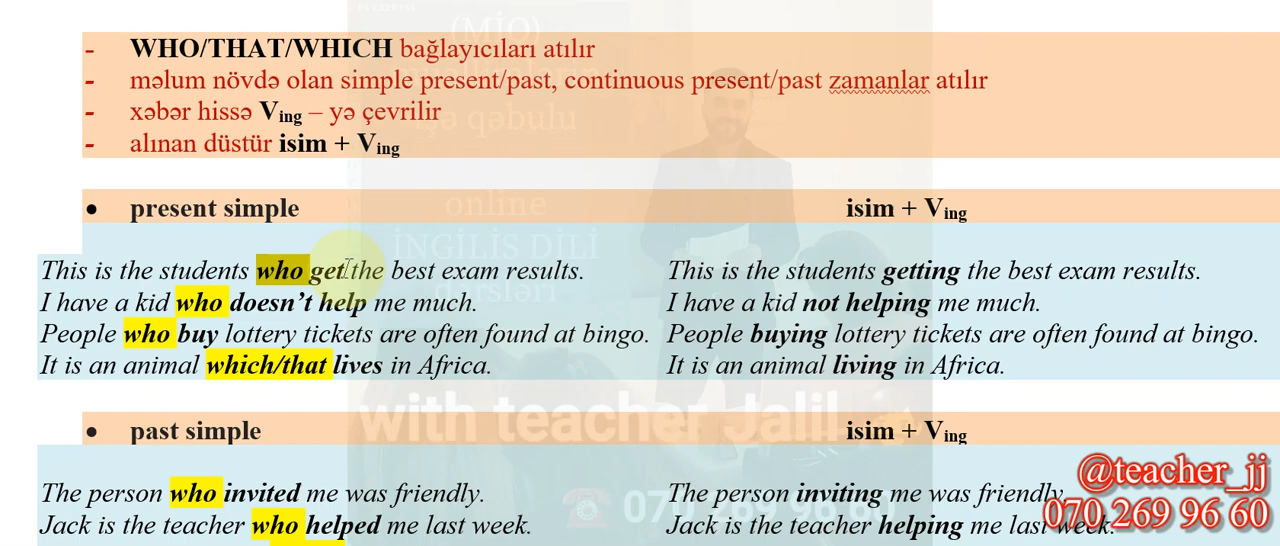 (MİQ)
- WHO/THAT/WHICH bağlayıcıları atılır
- məlum növdə olan simple present/past, continuous present/past zamanlar atılır
- xəbər hissə Ving – yə çevrilir
işə qəbulu
- alınan düstür isim + Ving
• present simple isim + Ving
online
İNGİLİS DİLİ
dərsləri
This is the students who get the best exam results. This is the students getting the best exam results.
I have a kid who doesn’t help me much. I have a kid not helping me much.
People who buy lottery tickets are often found at bingo. People buying lottery tickets are often found at bingo.
It is an animal which/that lives in Africa. It is an animal living in Africa.
with teacher Jalil
• past simple isim + Ving
The person who invited me was friendly. The person inviting me was friendly.
Jack is the teacher who helped me last week. Jack is the teacher helping me last week.
070 269 96 60
@teacher_jj
070 269 96 60